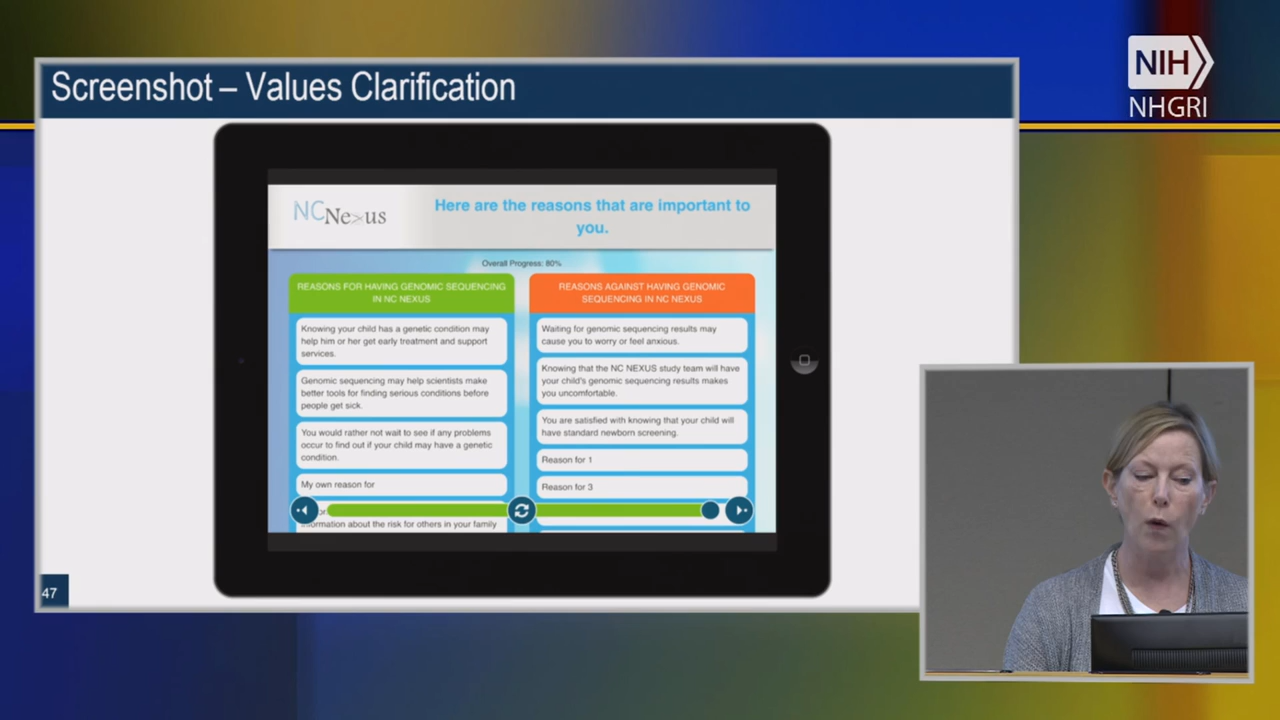 Screenshot – Values Clarification
NIH
NHGRI
NC Nexus
Here are the reasons that are important to
you.
Overall Progress: 80%
REASONS FOR HAVING GENOMIC SEQUENCING
IN NC NEXUS
Knowing your child has a genetic condition may
help him or her get early treatment and support
services.
Genomic sequencing may help scientists make
better tools for finding serious conditions before
people get sick.
You would rather not wait to see if any problems
occur to find out if your child may have a genetic
condition.
My own reason for
information about the risk for others in your family
REASONS AGAINST HAVING GENOMIC
SEQUENCING IN NC NEXUS
Waiting for genomic sequencing results may
cause you to worry or feel anxious.
Knowing that the NC NEXUS study team will have
your child's genomic sequencing results makes
you uncomfortable.
You are satisfied with knowing that your child will
have standard newborn screening.
Reason for 1
Reason for 3
47